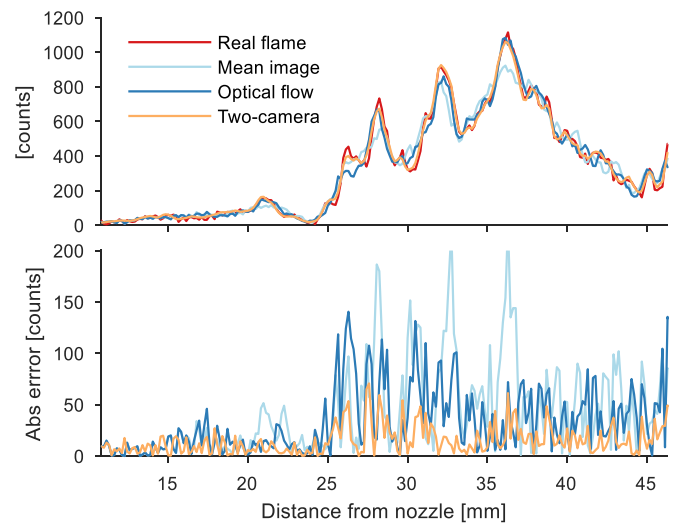 1200
1000
800
600
400
200
0
[counts]
Real flame
Mean image
Optical flow
Two-camera
200
150
100
50
0
Abs errror [counts]
15 20 25 30 35 40 45
Distance from nozzle [mm]